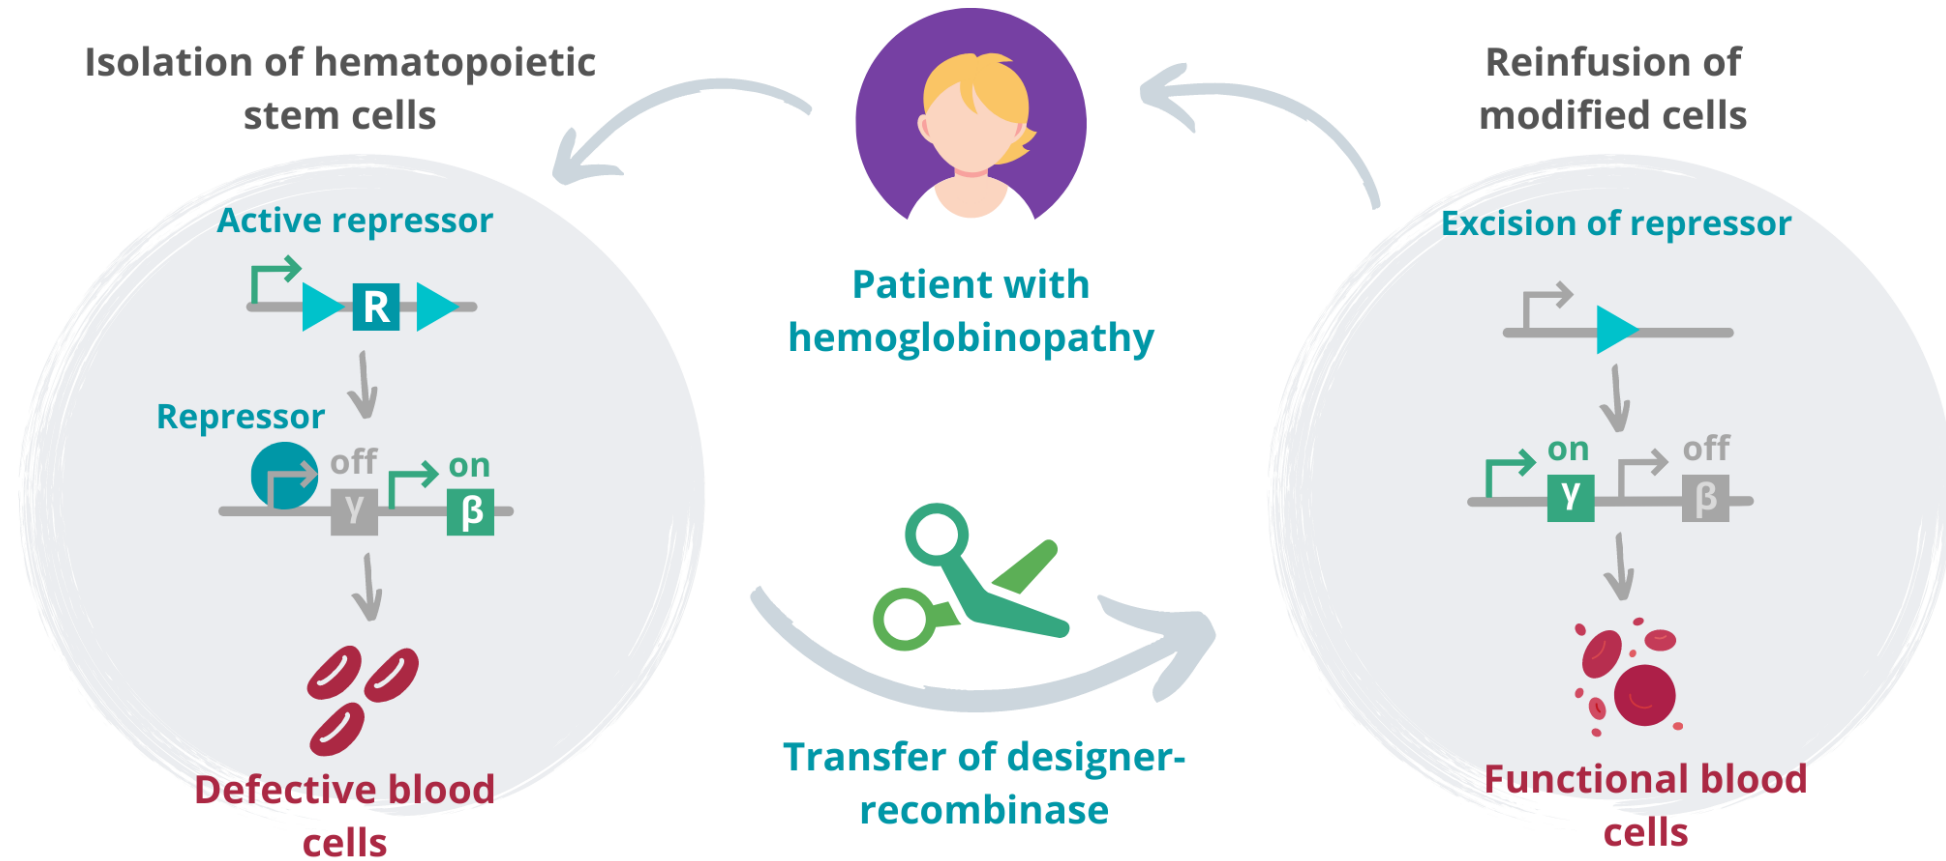 Isolation of hematopoietic
stem cells
Active repressor
R
Repressor
off
on
γ
β
Defective blood
cells
Patient with
hemoglobinopathy
Transfer of designer-
recombinase
Reinfusion of
modified cells
Excision of repressor
on
off
γ
β
Functional blood
cells